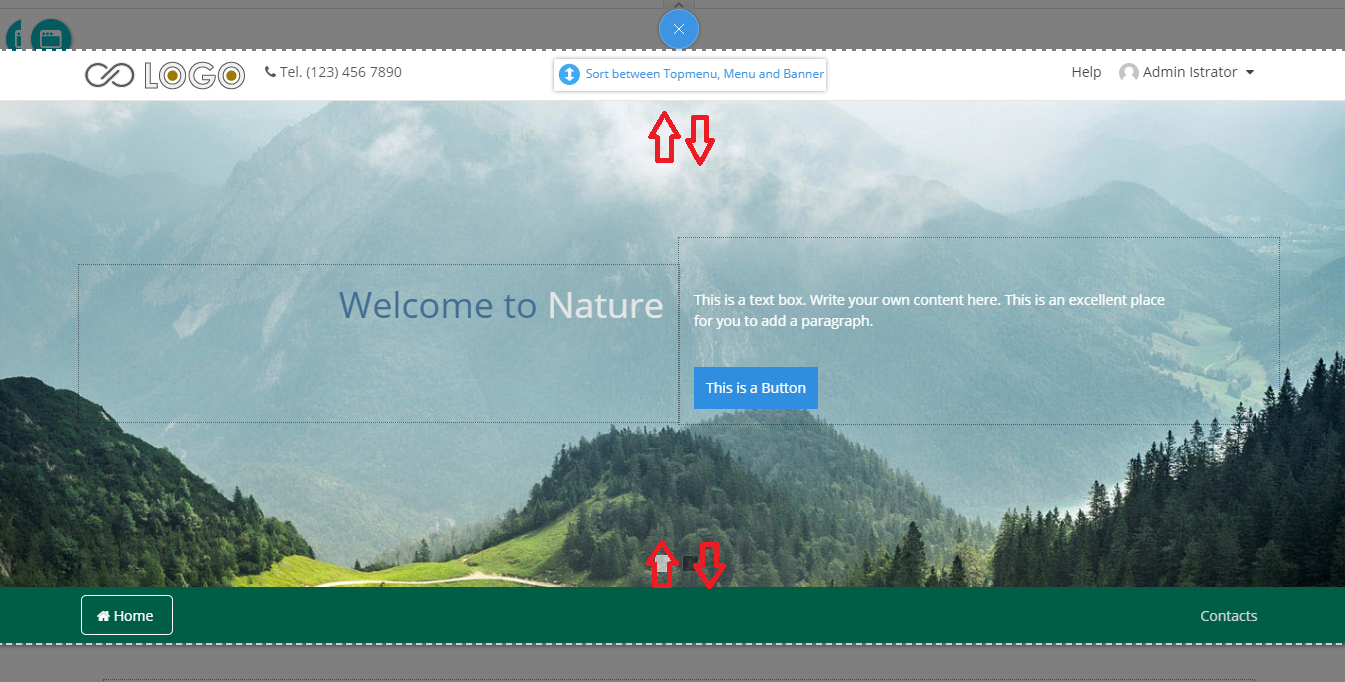 LOGO
Tel. (123) 456 7890
Sort between Topmenu, Menu and Banner
Help
Admin Istrator
Welcome to Nature
This is a text box. Write your own content here. This is an excellent place
for you to add a paragraph.
This is a Button
Home
Contacts